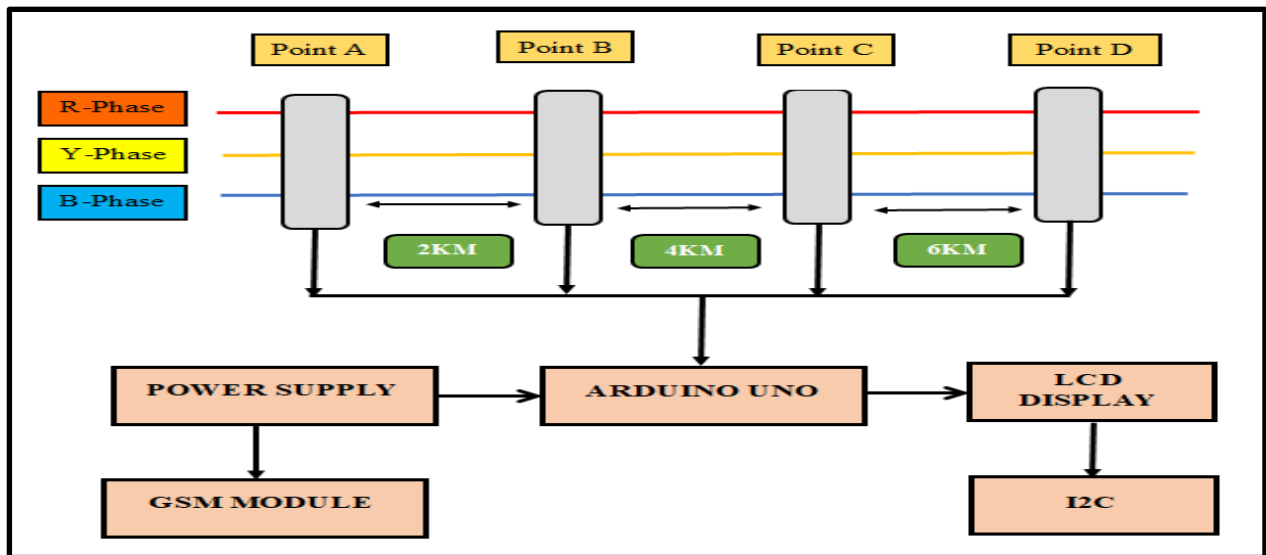 Point A
Point B
Point C
Point D
R-Phase
Y-Phase
B-Phase
2KM
4KM
6KM
POWER SUPPLY
ARDUINO UNO
LCD
DISPLAY
GSM MODULE
I2C